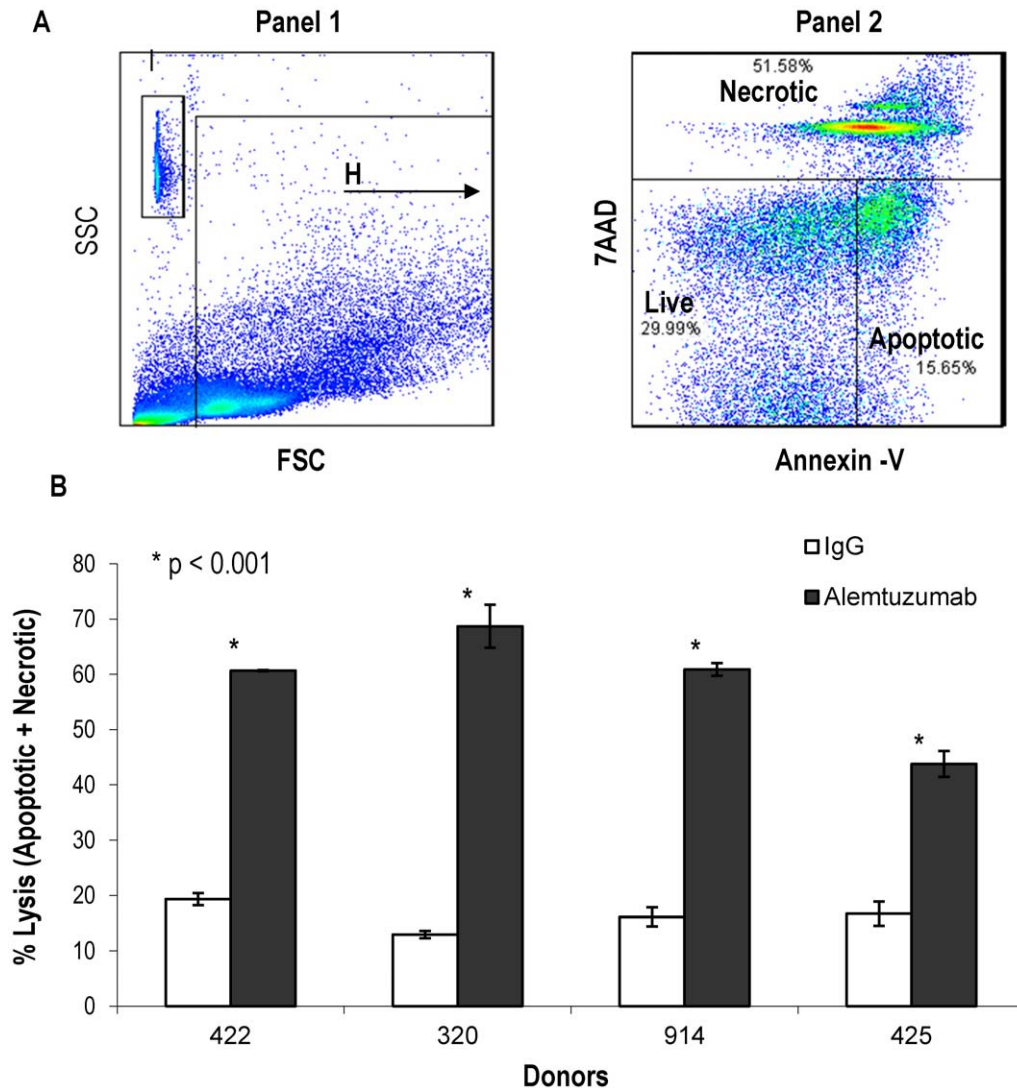 A
Panel 1
Panel 2
I
H
SSC
FSC
51.58%
Necrotic
7AAD
Live
29.99%
Apoptotic
15.65%
Annexin -V
B
* p < 0.001
IgG
Alemtuzumab
% Lysis (Apoptotic + Necrotic)
80
70
60
50
40
30
20
10
0
*
*
*
*
422
320
914
425
Donors